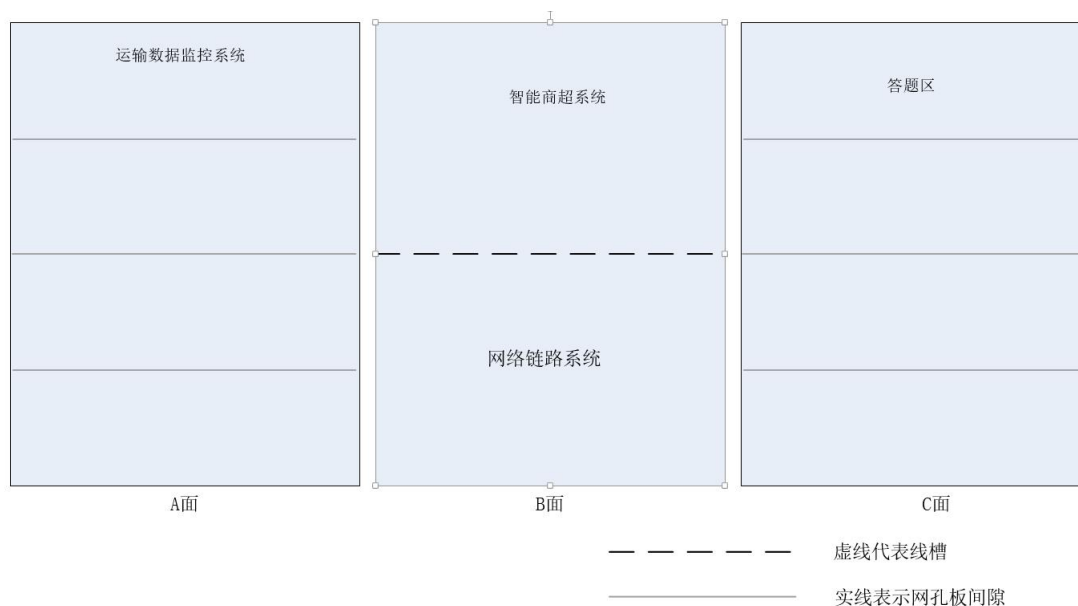 运输数据监控系统
智能商超系统
答题区
网络链路系统
A面
B面
C面
虚线代表线槽
实线表示网孔板间隙